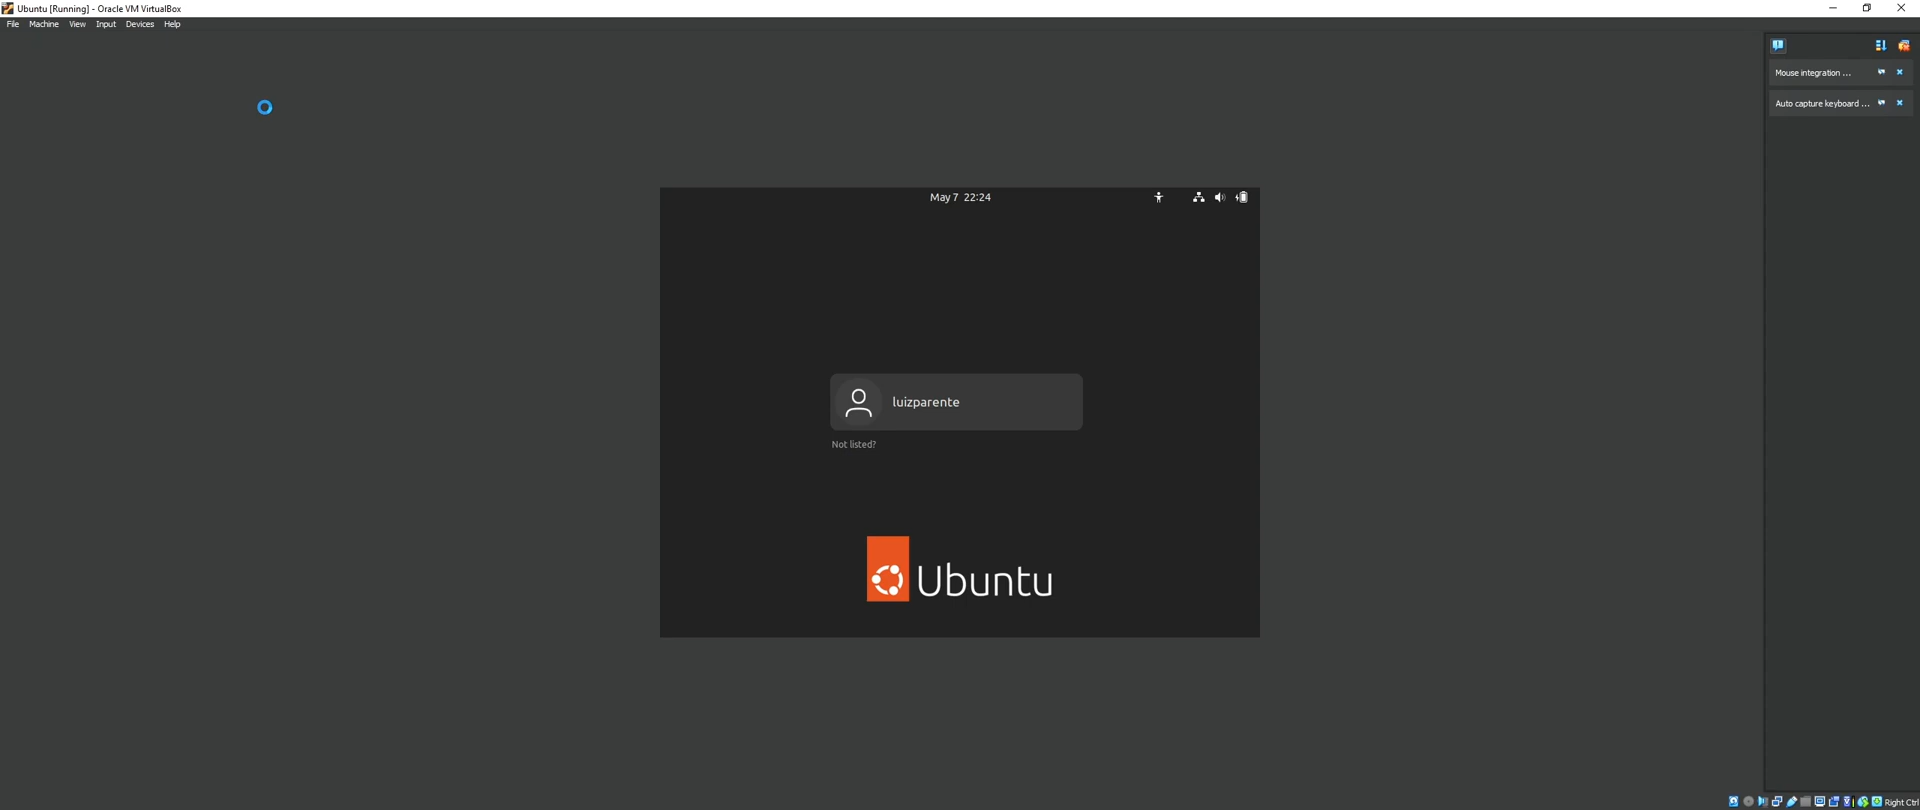 Ubuntu [Running] - Oracle VM VirtualBox
File Machine View Input Devices Help
Mouse integration ...
Auto capture keyboard ...
May 7 22:24
luizparente
Not listed?
Ubuntu
Right Ctrl